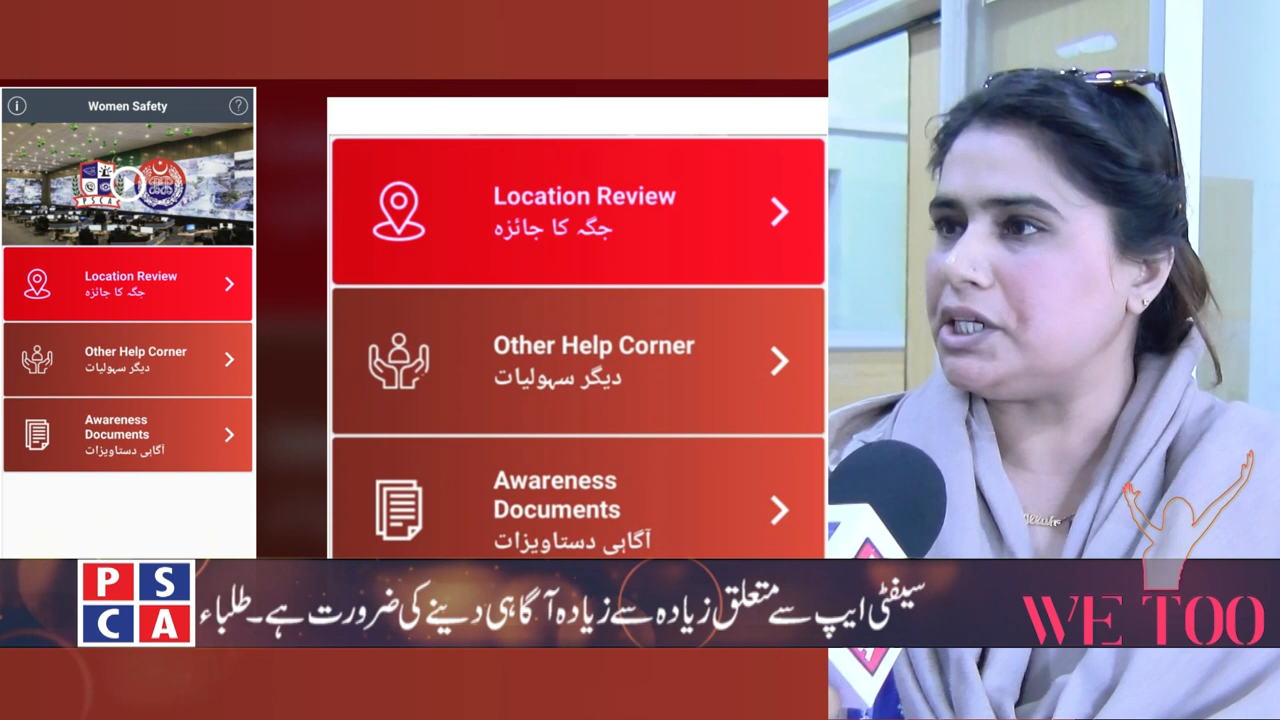 Women Safety
PSCA
Location Review
جگہ کا جائزہ
Other Help Corner
دیگر سہولیات
Awareness
Documents
آگاہی دستاویزات
Location Review
جگہ کا جائزہ
Other Help Corner
دیگر سہولیات
Awareness
Documents
آگاہی دستاویزات
P S
C A
سیفٹی ایپ سے متعلق زیادہ سے زیادہ آگاہی دینے کی ضرورت ہے۔ طلباء
WE TOO